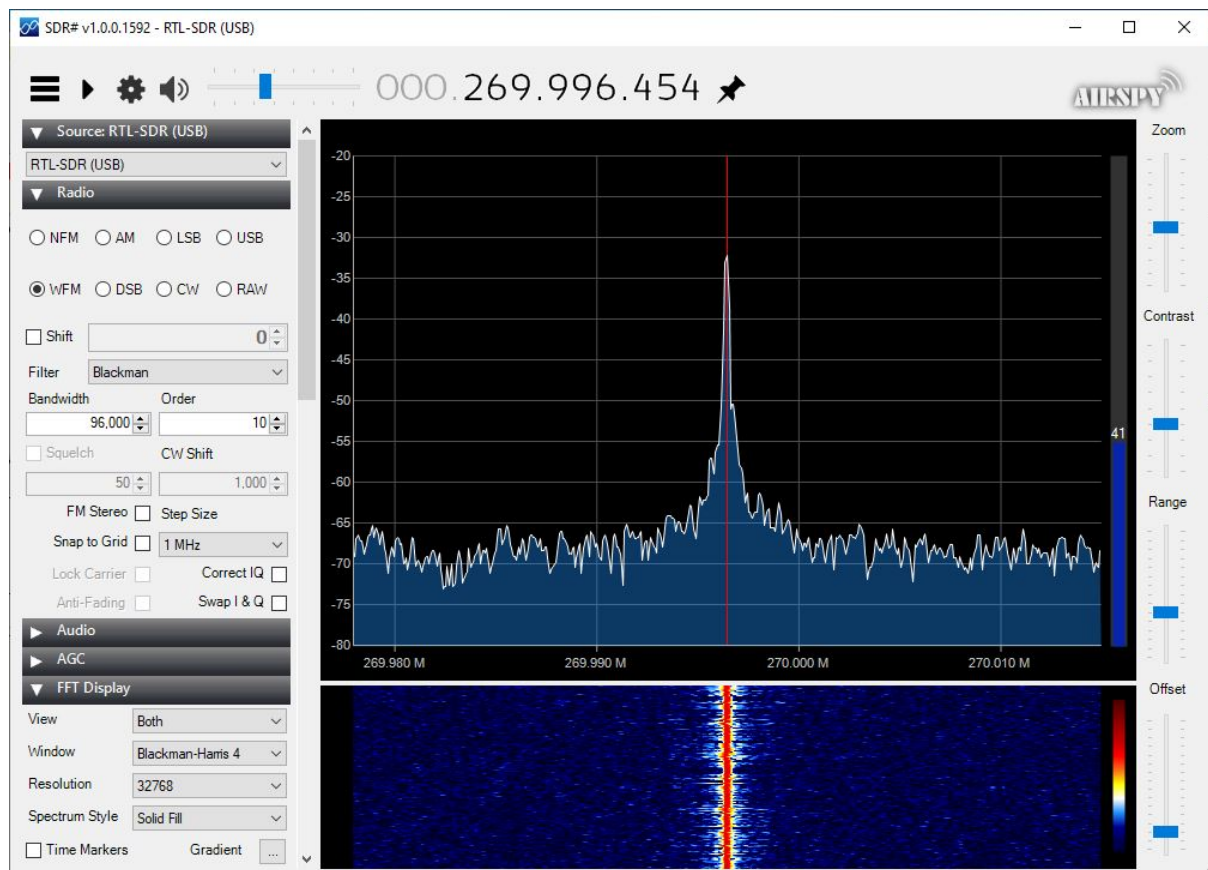 SDR# v1.0.0.1592 - RTL-SDR (USB)
000.269.996.454
AIRSPY
Source: RTL-SDR (USB)
RTL-SDR (USB)
Radio
NFM AM LSB USB
WFM DSB CW RAW
Shift 0
Filter Blackman
Bandwidth Order
96,000 10
Squelch CW Shift
50 1,000
FM Stereo Step Size
Snap to Grid 1 MHz
Lock Carrier Correct IQ
Anti-Fading Swap I & Q
Audio
AGC
FFT Display
View Both
Window Blackman-Harris 4
Resolution 32768
Spectrum Style Solid Fill
Time Markers Gradient ...
-20
-25
-30
-35
-40
-45
-50
-55
-60
-65
-70
-75
-80
269.980 M 269.990 M 270.000 M 270.010 M
41
Zoom
Contrast
Range
Offset